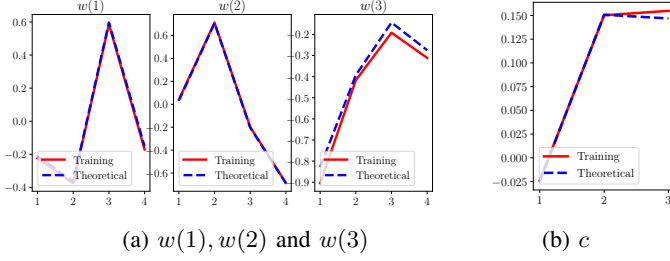 w(1) w(2) w(3)
0.6
0.4
0.2
0.0
−0.2
−0.4
1 2 3 4
Training
Theoretical
0.6
0.4
0.2
0.0
0.2
0.4
0.6
1 2 3 4
Training
Theoretical
−0.2
−0.3
−0.4
−0.5
−0.6
−0.7
−0.8
−0.9
1 2 3 4
Training
Theoretical
0.150
0.125
0.100
0.075
0.050
0.025
0.000
−0.025
1 2 3
Training
Theoretical
(a) w(1), w(2) and w(3)
(b) c